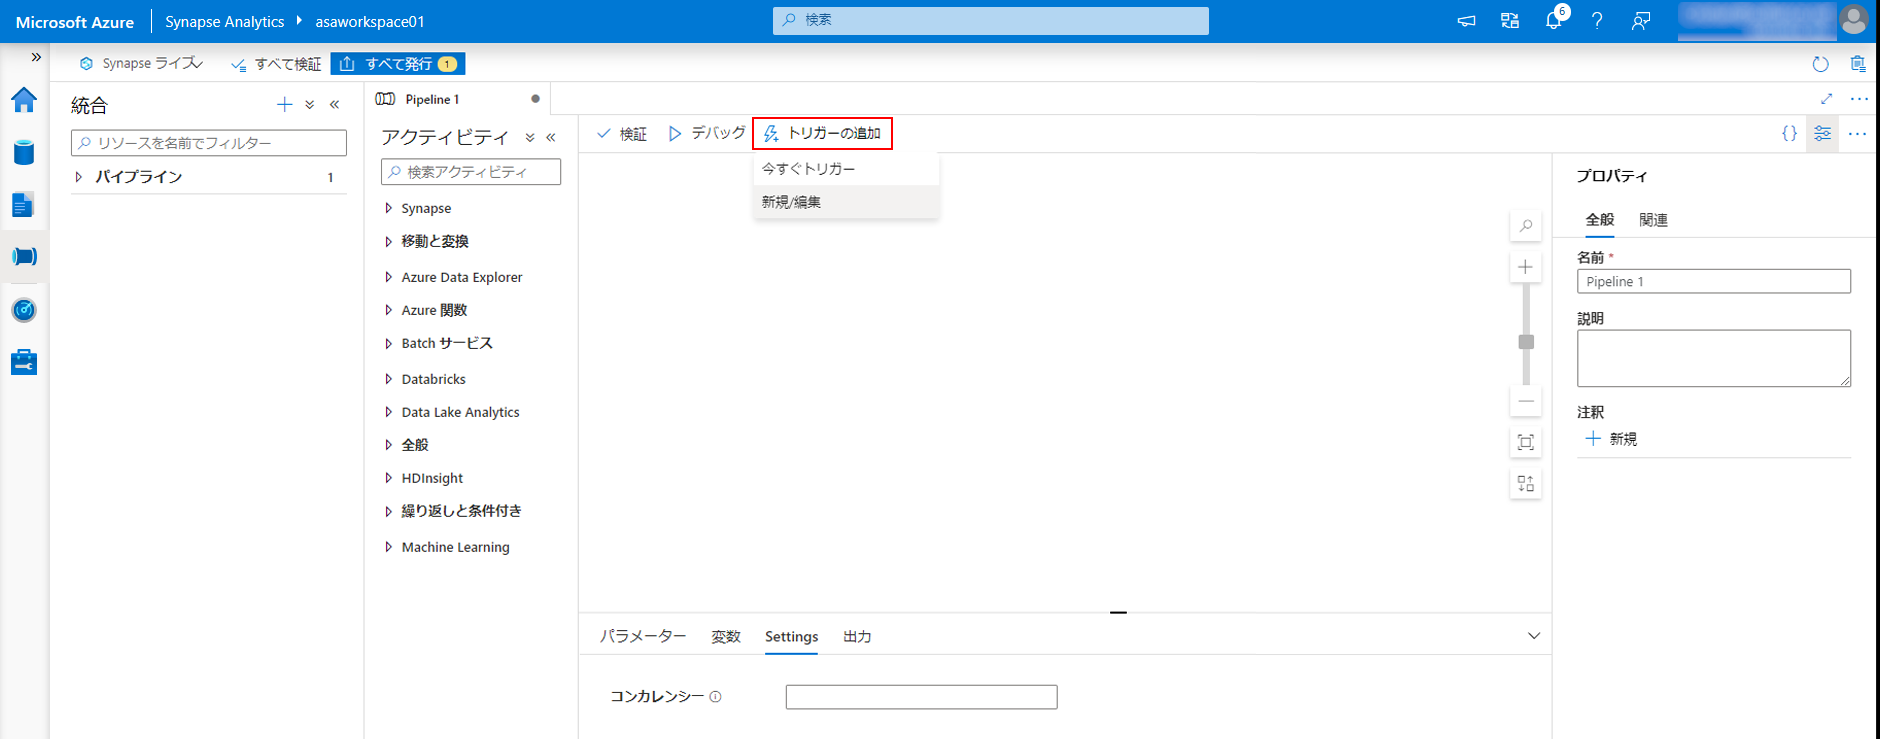 Microsoft Azure
Synapse Analytics
asaworkspace01
検索
6
?
Synapse ライブ
すべて検証
すべて発行
1
統合
リソースを名前でフィルター
パイプライン
1
Pipeline 1
アクティビティ
検索アクティビティ
Synapse
移動と変換
Azure Data Explorer
Azure 関数
Batch サービス
Databricks
Data Lake Analytics
全般
HDInsight
繰り返しと条件付き
Machine Learning
検証
デバッグ
トリガーの追加
今すぐトリガー
新規/編集
{}
パラメーター
変数
Settings
出力
コンカレンシー
プロパティ
全般
関連
名前 *
Pipeline 1
説明
注釈
新規